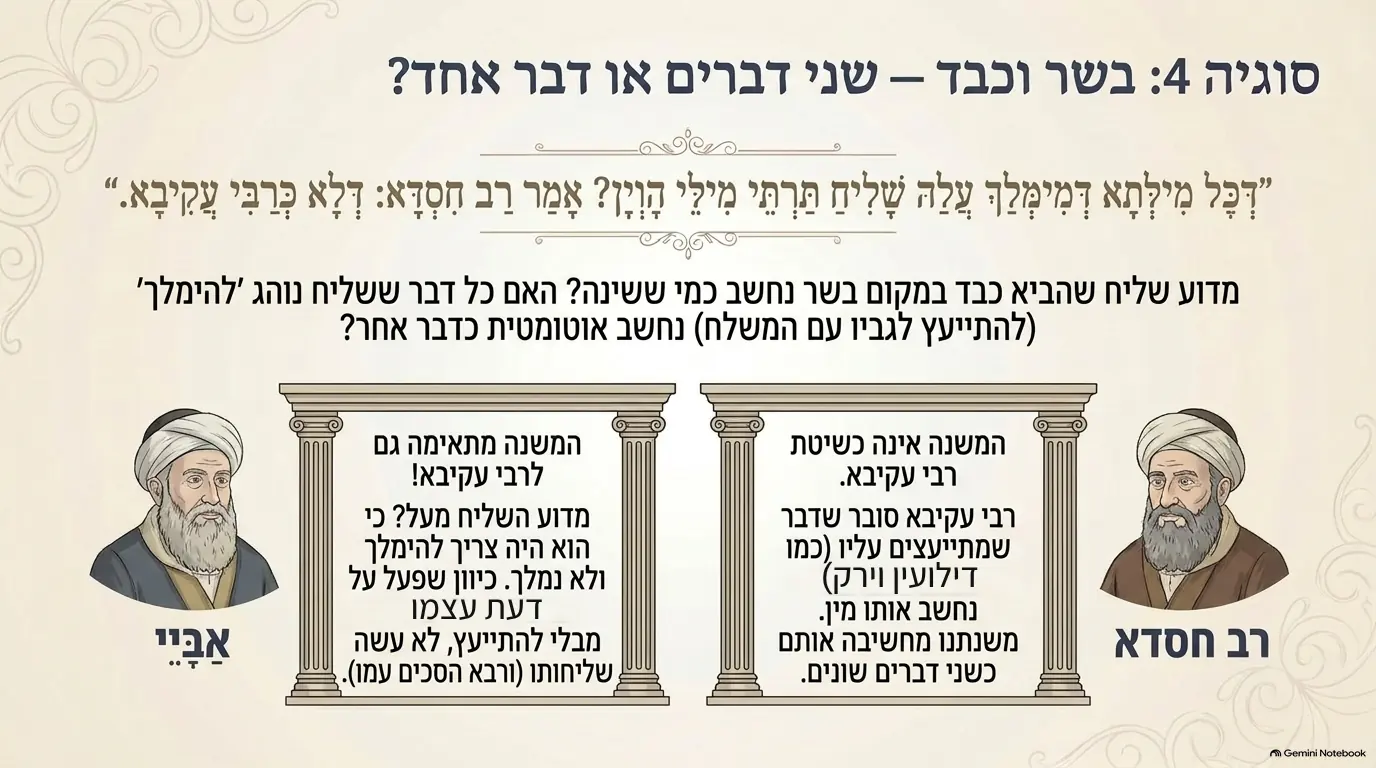 סוגיה 4: בשר וכבד – שני דברים או דבר אחד?
"דְּכָל מִילְּתָא דְּמִימְּלַךְ עֲלַהּ שָׁלִיחַ תַּרְתֵּי מִילֵּי הָוְיָן? אָמַר רַב חִסְדָּא: דְּלָא כְּרַבִּי עֲקִיבָא."
מדוע שליח שהביא כבד במקום בשר נחשב כמי ששינה? האם כל דבר ששליח נוהג 'להימלך'
(להתייעץ לגביו עם המשלח) נחשב אוטומטית כדבר אחר?
המשנה אינה כשיטת
רבי עקיבא.
רבי עקיבא סובר שדבר
שמתייעצים עליו (כמו
דילועין וירק)
נחשב אותו מין.
משנתנו מחשיבה אותם
כשני דברים שונים.
רב חסדא
המשנה מתאימה גם
לרבי עקיבא!
מדוע השליח מעל? כי
הוא היה צריך להימלך
ולא נמלך. כיוון שפעל על
דעת עצמו
מבלי להתייעץ, לא עשה
שליחותו (ורבא הסכים עמו).
אַבָּיֵי
Gemini Notebook